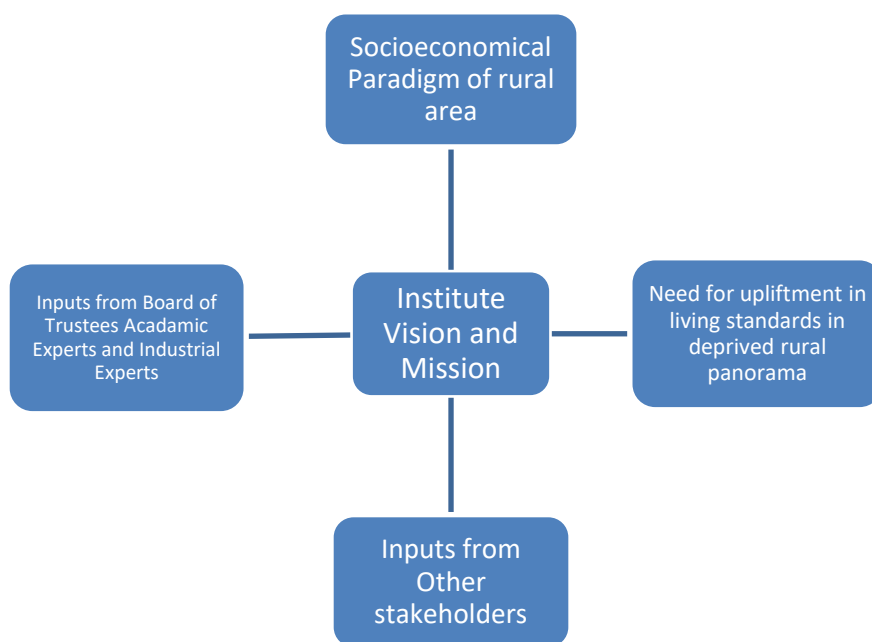 Socioeconomical
Paradigm of rural
area
Inputs from Board of
Trustees Acadamic
Experts and Industrial
Experts
Institute
Vision and
Mission
Need for upliftment in
living standards in
deprived rural
panorama
Inputs from
Other
stakeholders